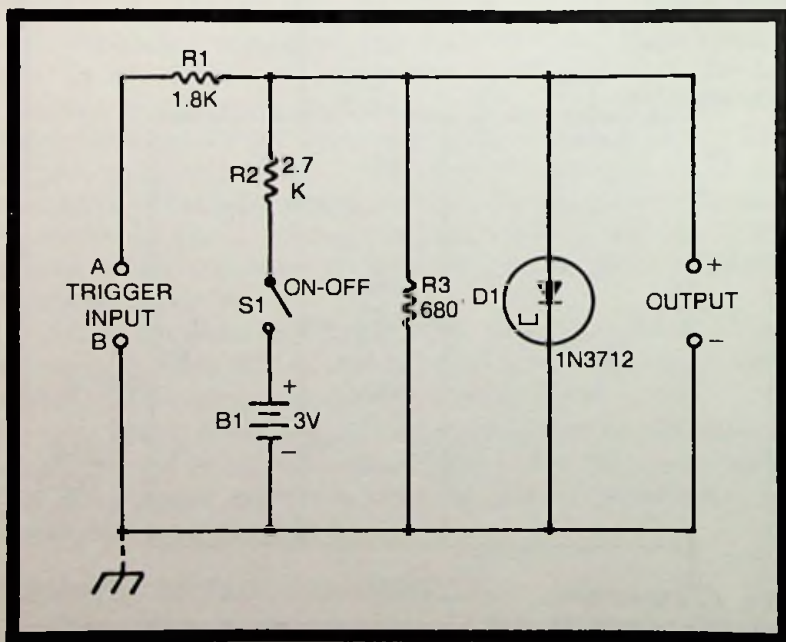 R1
1.8K
R2 2.7
K
A
TRIGGER
INPUT
B
ON-OFF
S1
+
B1 3V
−
R3
680
D1
1N3712
+
OUTPUT
−